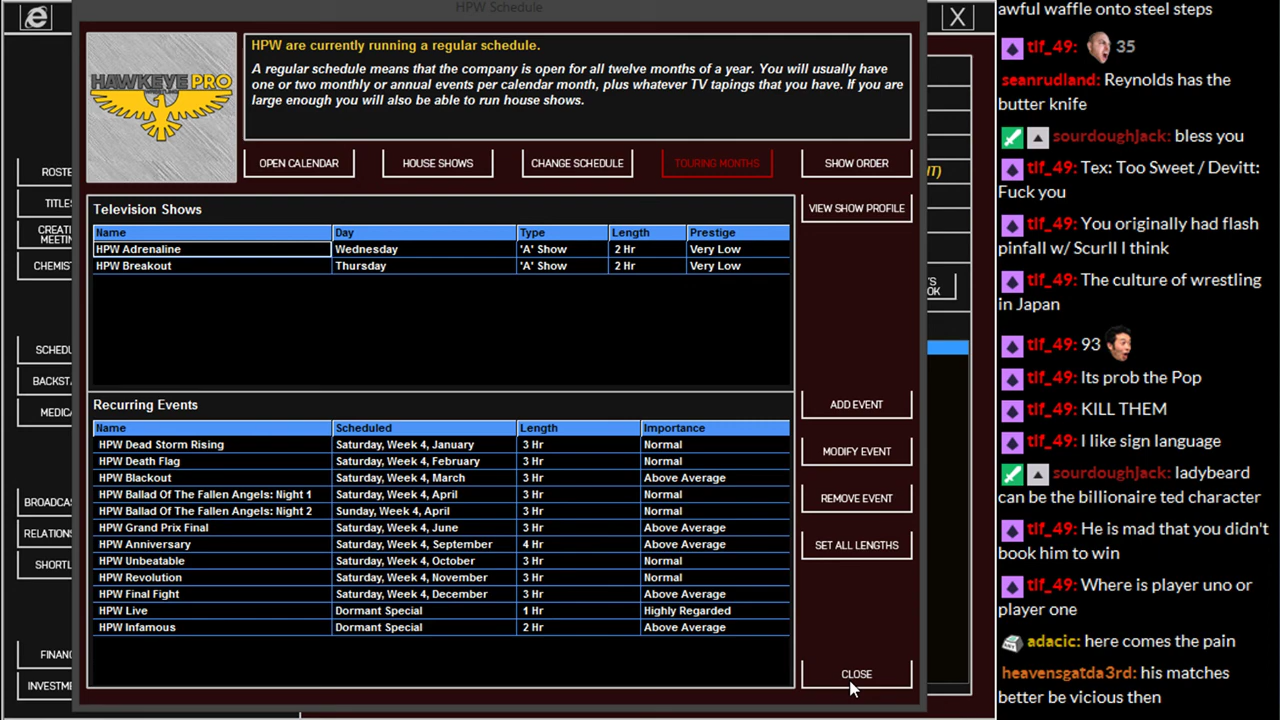 HPW Schedule
X
HAWKEYE PRO
WRESTLING
HPW are currently running a regular schedule.
A regular schedule means that the company is open for all twelve months of a year. You will usually have
one or two monthly or annual events per calendar month, plus whatever TV tapings that you have. If you are
large enough you will also be able to run house shows.
OPEN CALENDAR
HOUSE SHOWS
CHANGE SCHEDULE
TOURING MONTHS
SHOW ORDER
Television Shows
VIEW SHOW PROFILE
Name Day Type Length Prestige
HPW Adrenaline Wednesday 'A' Show 2 Hr Very Low
HPW Breakout Thursday 'A' Show 2 Hr Very Low
Recurring Events
Name Scheduled Length Importance
HPW Dead Storm Rising Saturday, Week 4, January 3 Hr Normal
HPW Death Flag Saturday, Week 4, February 3 Hr Normal
HPW Blackout Saturday, Week 4, March 3 Hr Above Average
HPW Ballad Of The Fallen Angels: Night 1 Saturday, Week 4, April 3 Hr Normal
HPW Ballad Of The Fallen Angels: Night 2 Sunday, Week 4, April 3 Hr Normal
HPW Grand Prix Final Saturday, Week 4, June 3 Hr Above Average
HPW Anniversary Saturday, Week 4, September 4 Hr Above Average
HPW Unbeatable Saturday, Week 4, October 3 Hr Normal
HPW Revolution Saturday, Week 4, November 3 Hr Normal
HPW Final Fight Saturday, Week 4, December 3 Hr Above Average
HPW Live Dormant Special 1 Hr Highly Regarded
HPW Infamous Dormant Special 2 Hr Above Average
ADD EVENT
MODIFY EVENT
REMOVE EVENT
SET ALL LENGTHS
CLOSE
ROSTE
TITLES
CREATI
MEETIN
CHEMIS
SCHEDU
BACKSTA
MEDICA
BROADCAS
RELATIONS
SHORTL
FINANC
INVESTME
T)
'S
OK
awful waffle onto steel steps
tlf_49: 35
seanrudland: Reynolds has the
butter knife
sourdoughjack: bless you
tlf_49: Tex: Too Sweet / Devitt:
Fuck you
tlf_49: You originally had flash
pinfall w/ Scurll I think
tlf_49: The culture of wrestling
in Japan
tlf_49: 93
tlf_49: Its prob the Pop
tlf_49: KILL THEM
tlf_49: I like sign language
sourdoughjack: ladybeard
can be the billionaire ted character
tlf_49: He is mad that you didn't
book him to win
tlf_49: Where is player uno or
player one
adacic: here comes the pain
heavensgatda3rd: his matches
better be vicious then